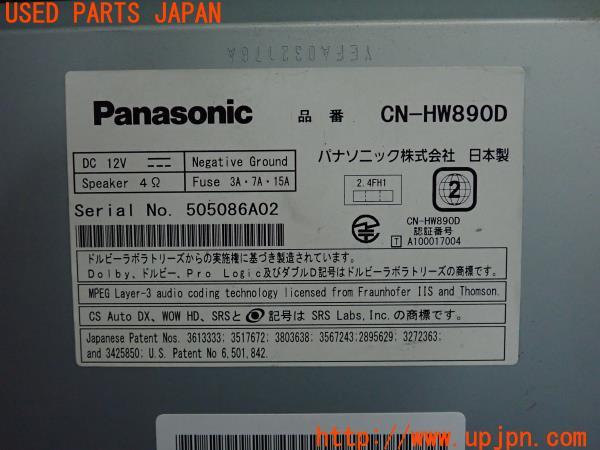 USED PARTS JAPAN
YEFA032176A
Panasonic 品番 CN-HW890D
DC 12V Negative Ground
Speaker 4Ω Fuse 3A・7A・15A
パナソニック株式会社 日本製
2.4FH1
2
Serial No. 505086A02
CN-HW890D
認証番号
T A100017004
ドルビーラボラトリーズからの実施権に基づき製造されています。
Dolby、ドルビー、Pro Logic及びダブルD記号はドルビーラボラトリーズの商標です。
MPEG Layer-3 audio coding technology licensed from Fraunhofer IIS and Thomson.
CS Auto DX, WOW HD, SRSと 記号は SRS Labs,Inc.の商標です。
Japanese Patent Nos. 3613333; 3517672; 3803638; 3567243;2895629; 3272363;
and 3425850; U.S. Patent No 6,501,842.
UPJ www.upjpn.com